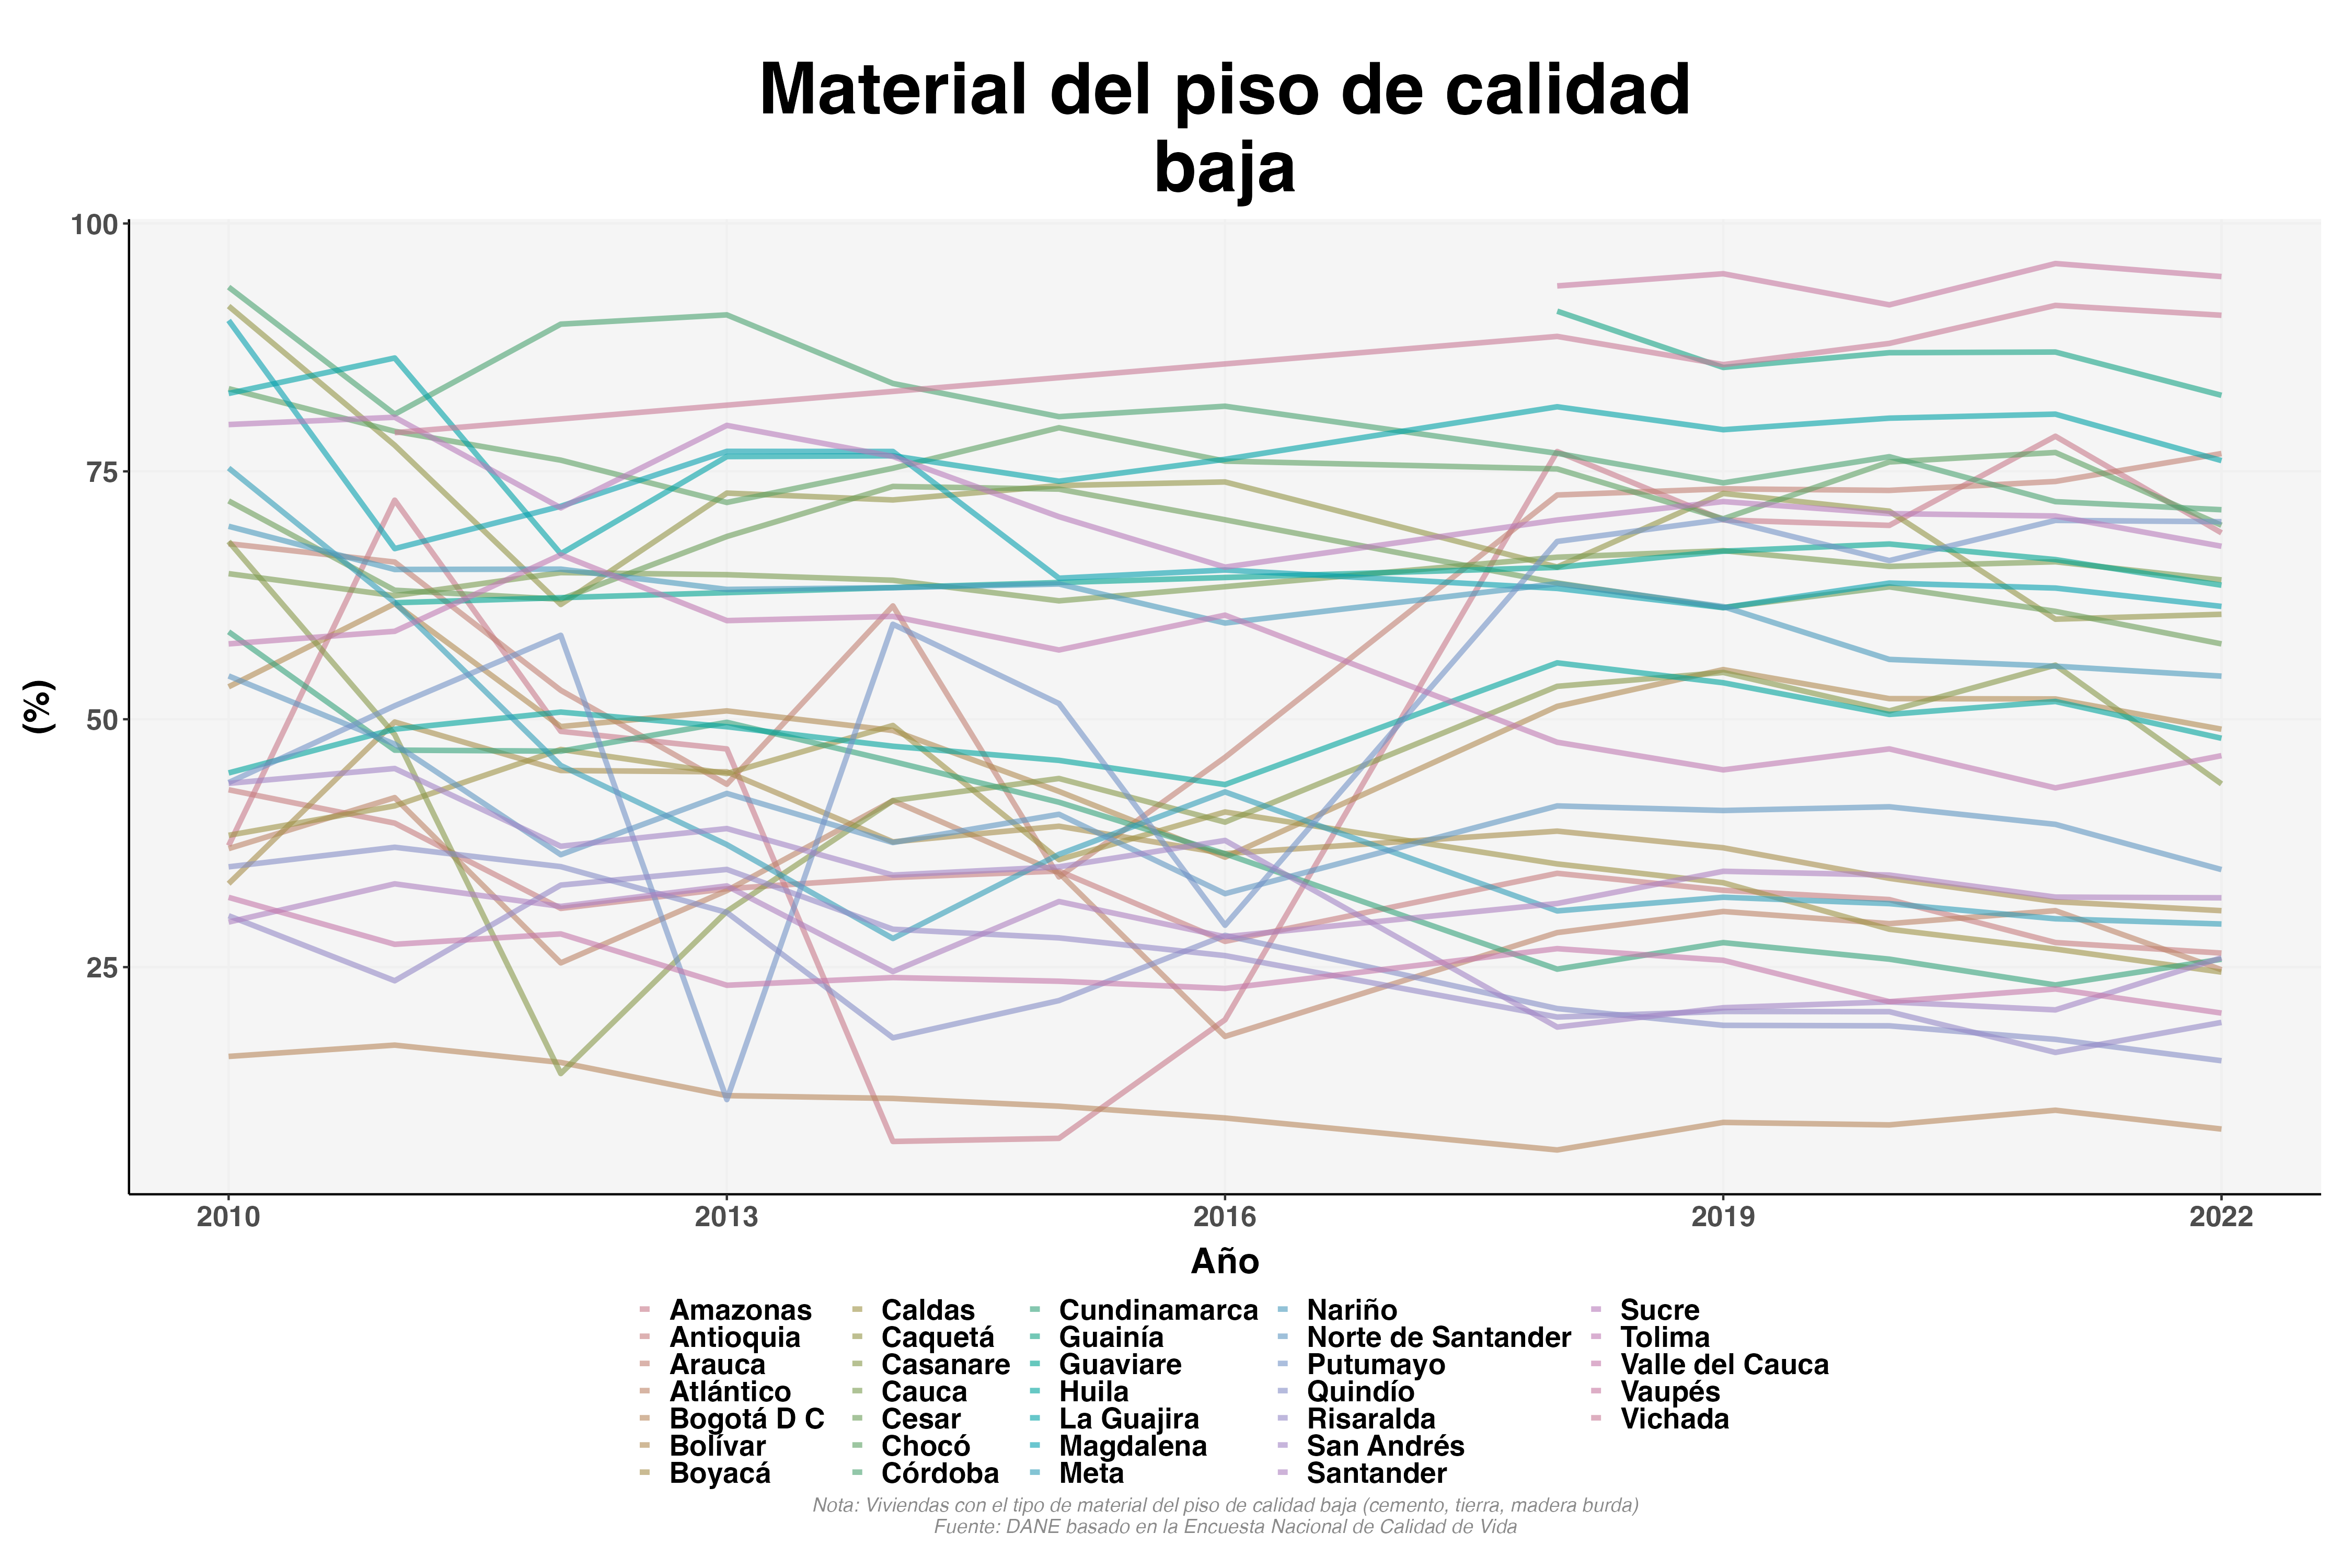 Material del piso de calidad
baja
(%)
100
75
50
25
2010 2013 2016 2019 2022
Año
Amazonas Caldas Cundinamarca Nariño Sucre
Antioquia Caquetá Guainía Norte de Santander Tolima
Arauca Casanare Guaviare Putumayo Valle del Cauca
Atlántico Cauca Huila Quindío Vaupés
Bogotá D C Cesar La Guajira Risaralda Vichada
Bolívar Chocó Magdalena San Andrés
Boyacá Córdoba Meta Santander
Nota: Viviendas con el tipo de material del piso de calidad baja (cemento, tierra, madera burda)
Fuente: DANE basado en la Encuesta Nacional de Calidad de Vida